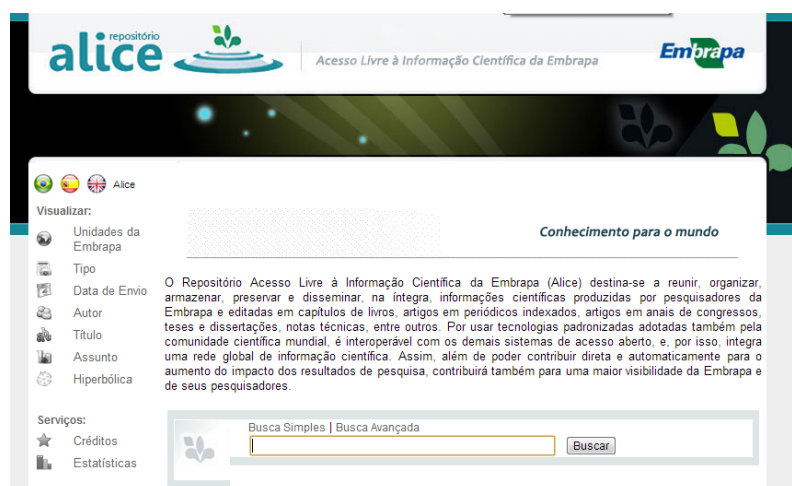 repositório
alice
Acesso Livre à Informação Científica da Embrapa
Embrapa
Alice
Visualizar:
Unidades da
Embrapa
Tipo
Data de Envio
Autor
Título
Assunto
Hiperbólica
Serviços:
Créditos
Estatísticas
Conhecimento para o mundo
O Repositório Acesso Livre à Informação Científica da Embrapa (Alice) destina-se a reunir, organizar,
armazenar, preservar e disseminar, na íntegra, informações científicas produzidas por pesquisadores da
Embrapa e editadas em capítulos de livros, artigos em periódicos indexados, artigos em anais de congressos,
teses e dissertações, notas técnicas, entre outros. Por usar tecnologias padronizadas adotadas também pela
comunidade científica mundial, é interoperável com os demais sistemas de acesso aberto, e, por isso, integra
uma rede global de informação científica. Assim, além de poder contribuir direta e automaticamente para o
aumento do impacto dos resultados de pesquisa, contribuirá também para uma maior visibilidade da Embrapa e
de seus pesquisadores.
Busca Simples | Busca Avançada
Buscar